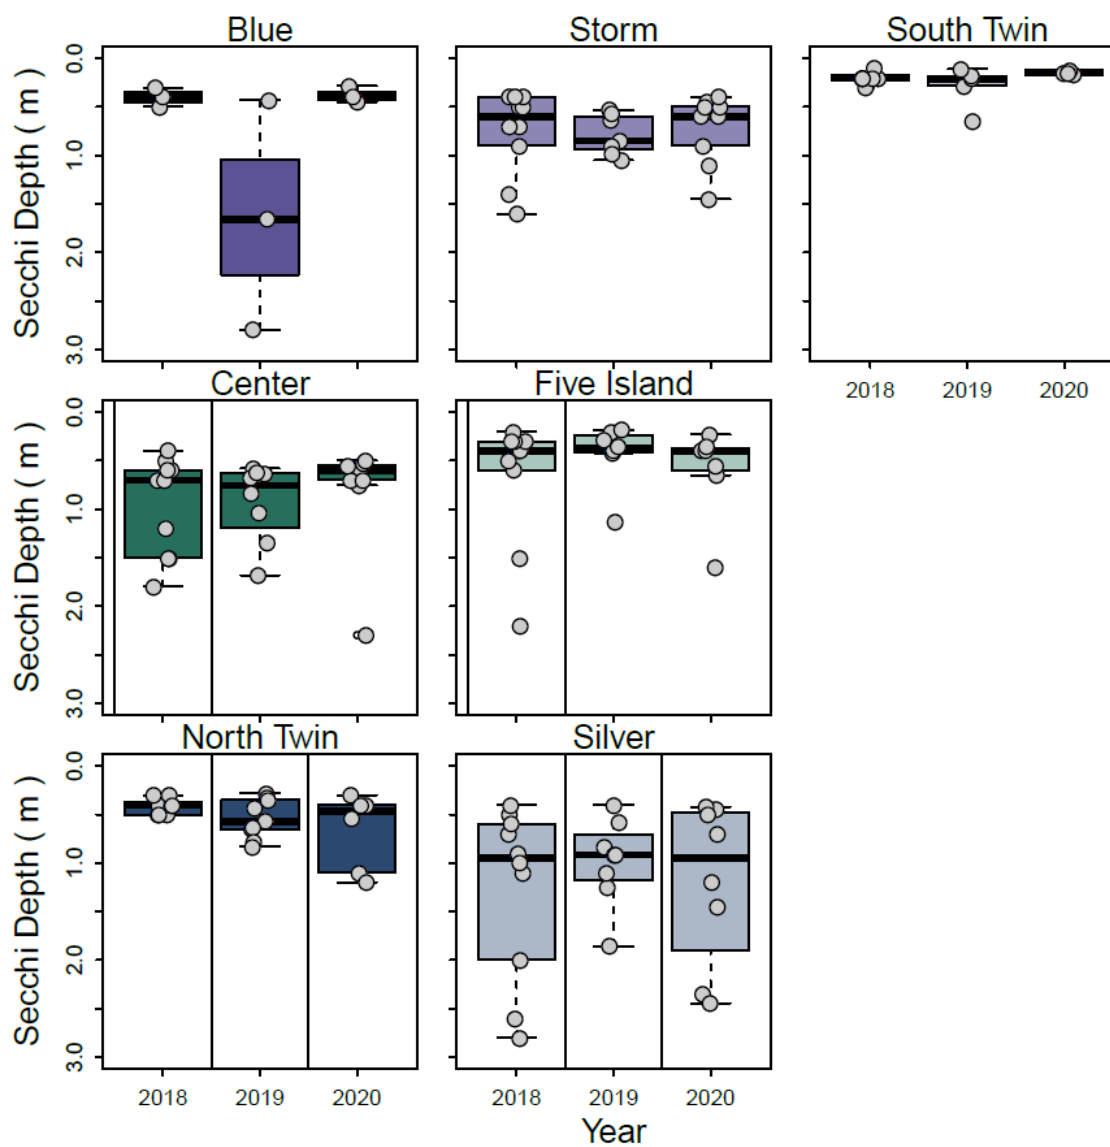 Blue
Storm
South Twin
Secchi Depth ( m )
0.0
1.0
2.0
3.0
2018
2019
2020
Center
Five Island
Secchi Depth ( m )
0.0
1.0
2.0
3.0
North Twin
Silver
Secchi Depth ( m )
0.0
1.0
2.0
3.0
2018
2019
2020
2018
2019
2020
Year